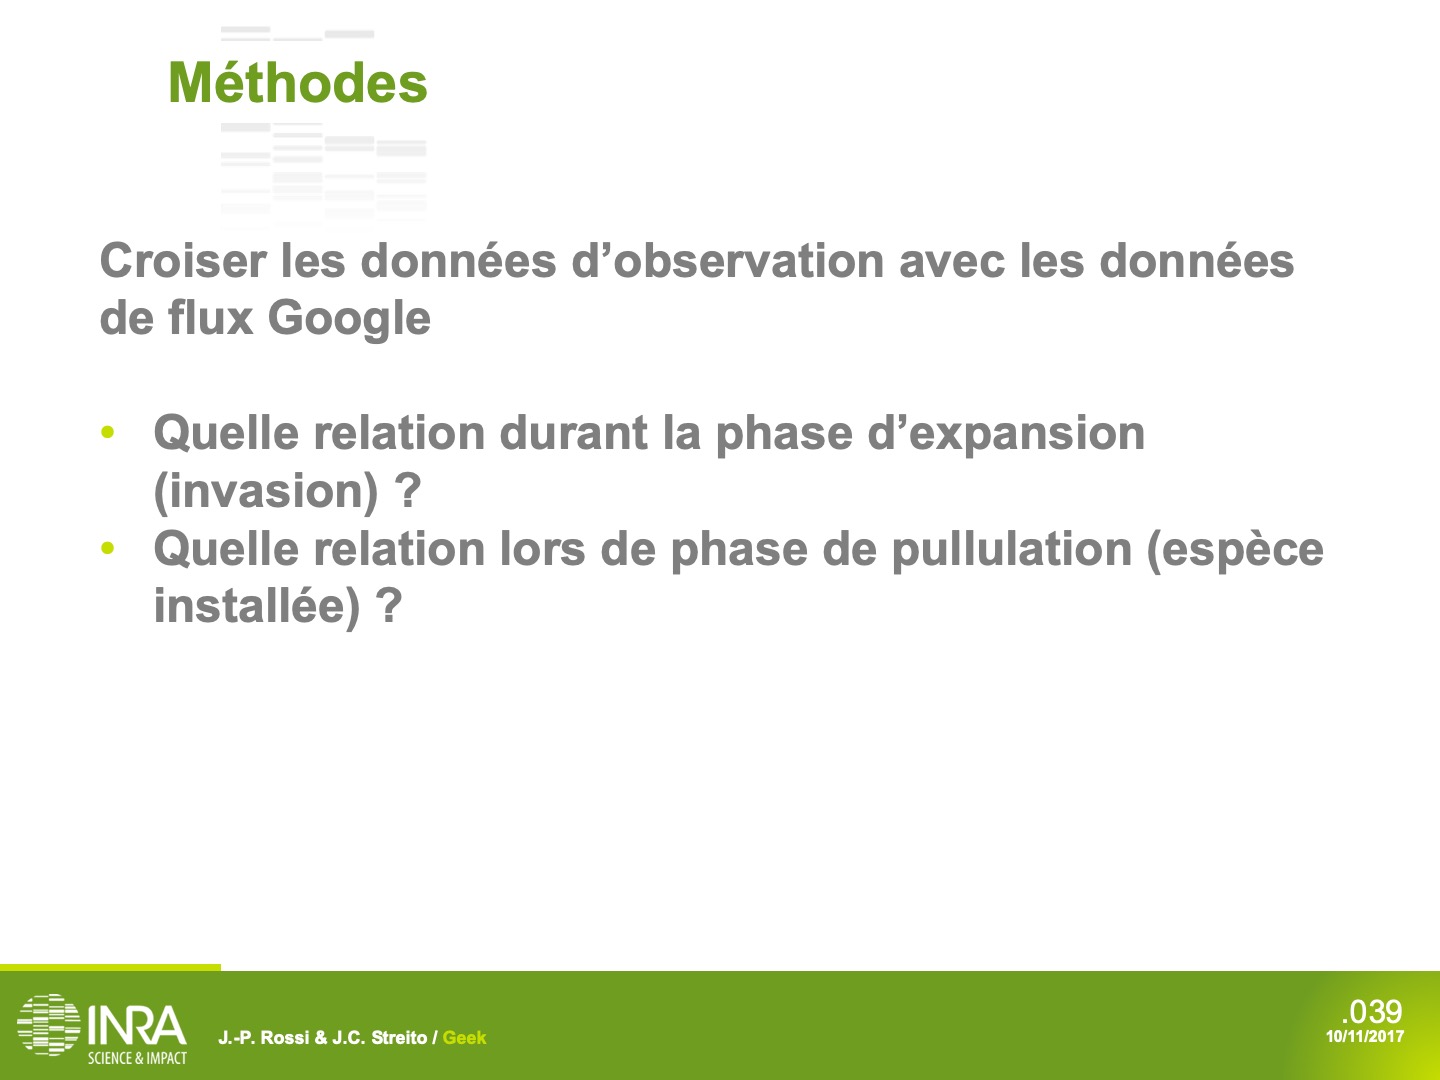 Méthodes
Croiser les données d’observation avec les données
de flux Google
• Quelle relation durant la phase d’expansion
(invasion) ?
• Quelle relation lors de phase de pullulation (espèce
installée) ?
INRA
SCIENCE & IMPACT
J.-P. Rossi & J.C. Streito / Geek
.039
10/11/2017